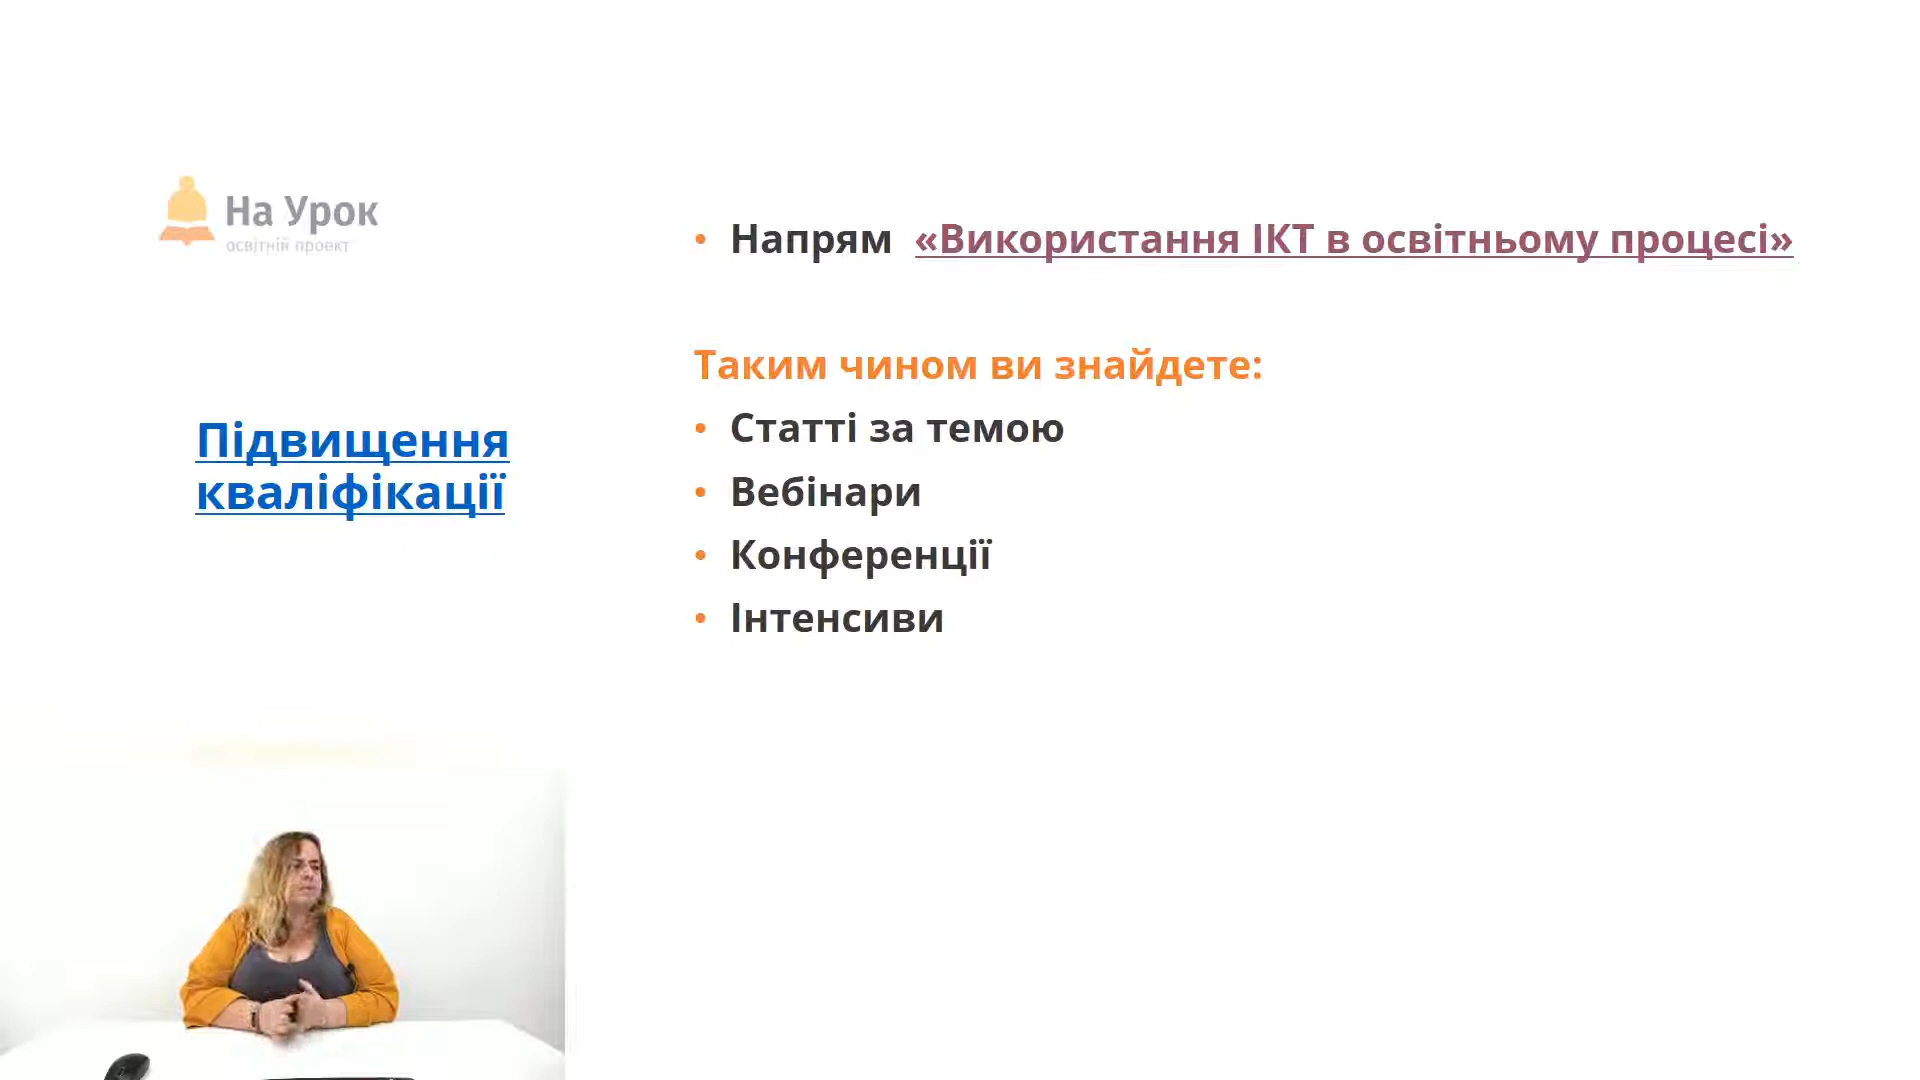 На Урок
освітній проект
Підвищення
кваліфікації
• Напрям «Використання ІКТ в освітньому процесі»
Таким чином ви знайдете:
• Статті за темою
• Вебінари
• Конференції
• Інтенсиви